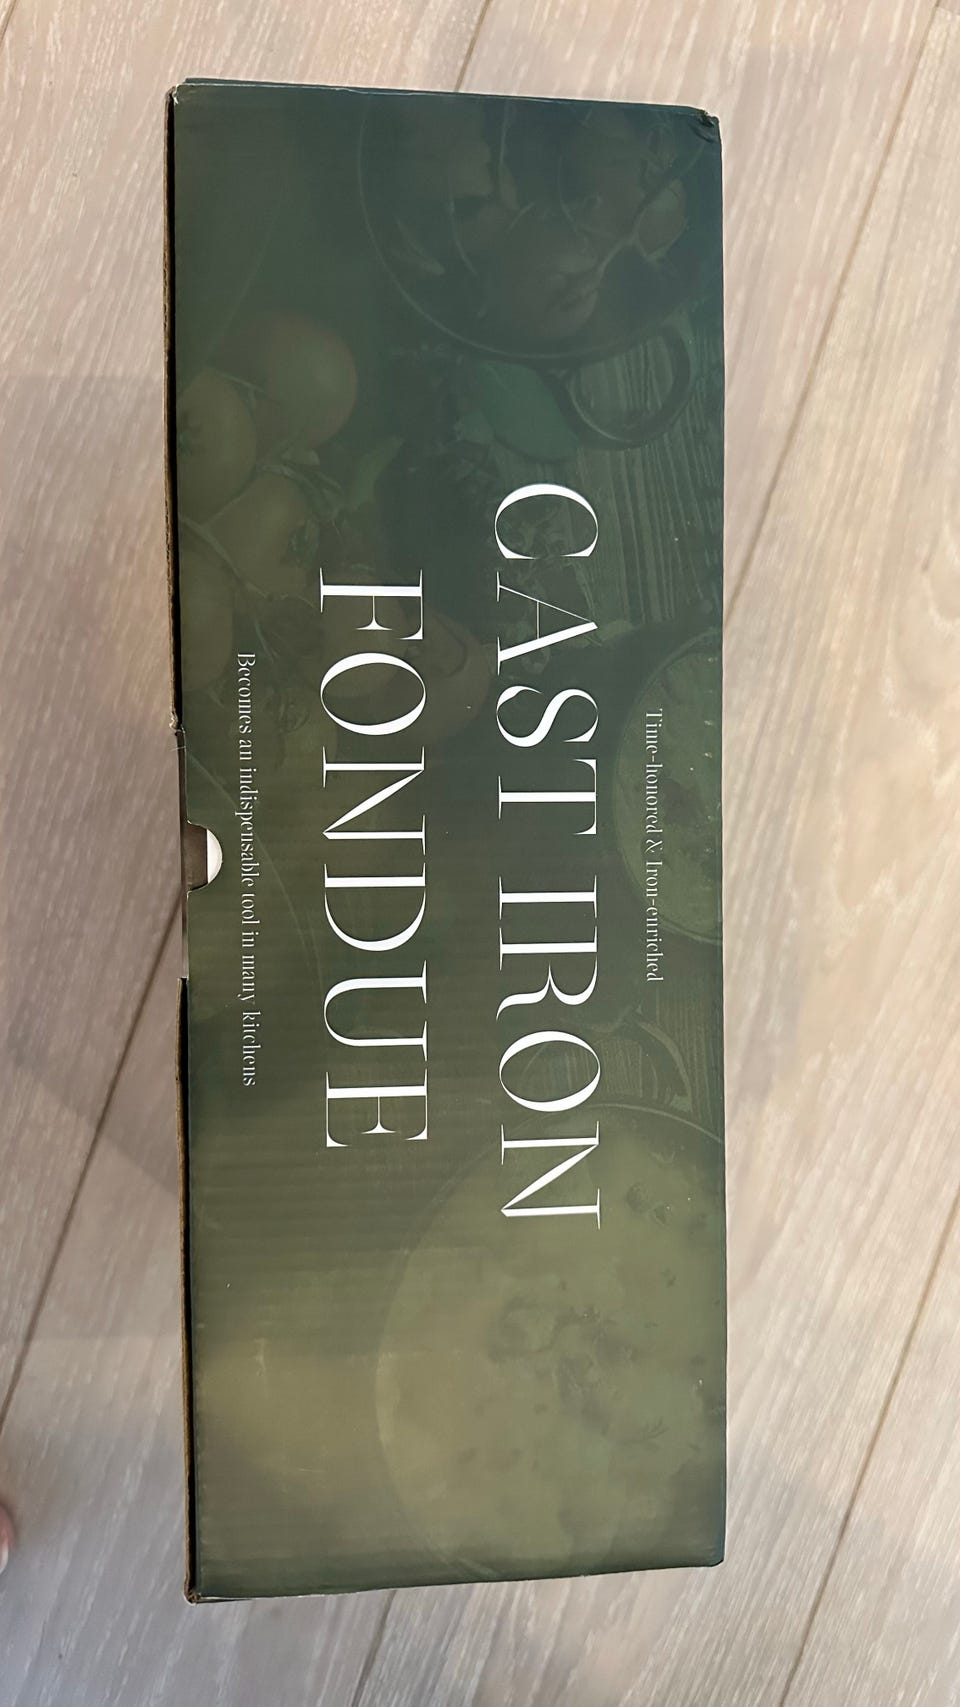 Time-honored & Iron-enriched
CAST IRON
FONDUE
Becomes an indispensable tool in many kitchens